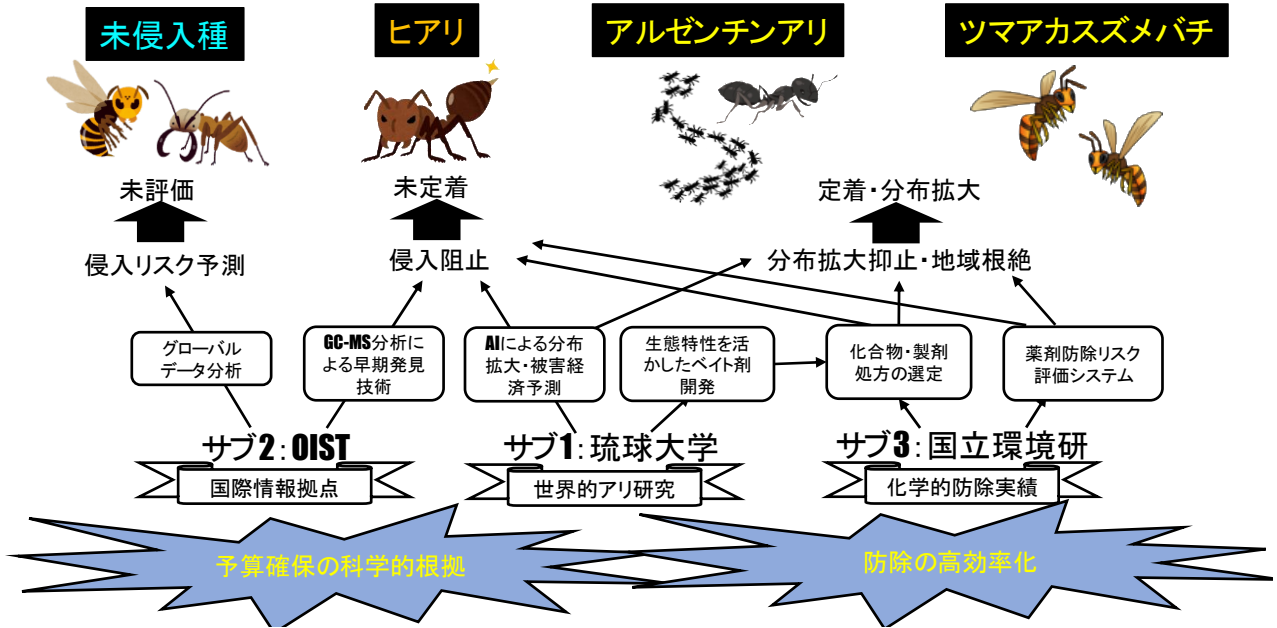 未侵入種
ヒアリ
アルゼンチンアリ
ツマアカスズメバチ
未評価
未定着
定着・分布拡大
侵入リスク予測
侵入阻止
分布拡大抑止・地域根絶
グローバル
データ分析
GC-MS分析に
よる早期発見
技術
AIによる分布
拡大・被害経
済予測
生態特性を活
かしたベイト剤
開発
化合物・製剤
処方の選定
薬剤防除リスク
評価システム
サブ2：OIST
サブ1：琉球大学
サブ3：国立環境研
国際情報拠点
世界的アリ研究
化学的防除実績
予算確保の科学的根拠
防除の高効率化